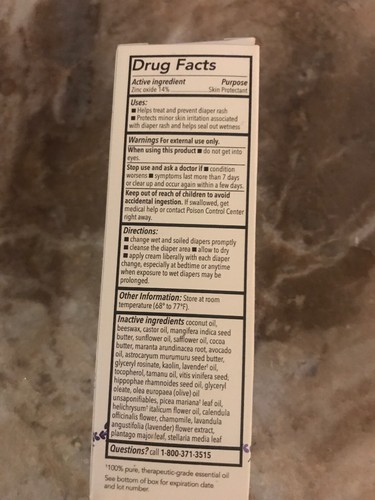 Drug Facts
Active ingredient Purpose
Zinc oxide 14% Skin Protectant
Uses:
■ Helps treat and prevent diaper rash
■ Protects minor skin irritation associated
with diaper rash and helps seal out wetness
Warnings For external use only.
When using this product ■ do not get into
eyes.
Stop use and ask a doctor if ■ condition
worsens ■ symptoms last more than 7 days
or clear up and occur again within a few days.
Keep out of reach of children to avoid
accidental ingestion. If swallowed, get
medical help or contact Poison Control Center
right away.
Directions:
■ change wet and soiled diapers promptly
■ cleanse the diaper area ■ allow to dry
■ apply cream liberally with each diaper
change, especially at bedtime or anytime
when exposure to wet diapers may be
prolonged.
Other Information: Store at room
temperature (68° to 77°F).
Inactive ingredients coconut oil,
beeswax, castor oil, mangifera indica seed
butter, sunflower oil, safflower oil, cocoa
butter, maranta arundinacea root, avocado
oil, astrocaryum murumuru seed butter,
glyceryl rosinate, kaolin, lavender† oil,
tocopherol, tamanu oil, vitis vinifera seed,
hippophae rhamnoides seed oil, glyceryl
oleate, olea europaea (olive) oil
unsaponifiables, picea mariana† leaf oil,
helichrysum† italicum flower oil, calendula
officinalis flower, chamomile, lavandula
angustifolia (lavender) flower extract,
plantago major leaf, stellaria media leaf
Questions? call 1-800-371-3515
†100% pure, therapeutic-grade essential oil
See bottom of box for expiration date
and lot number.